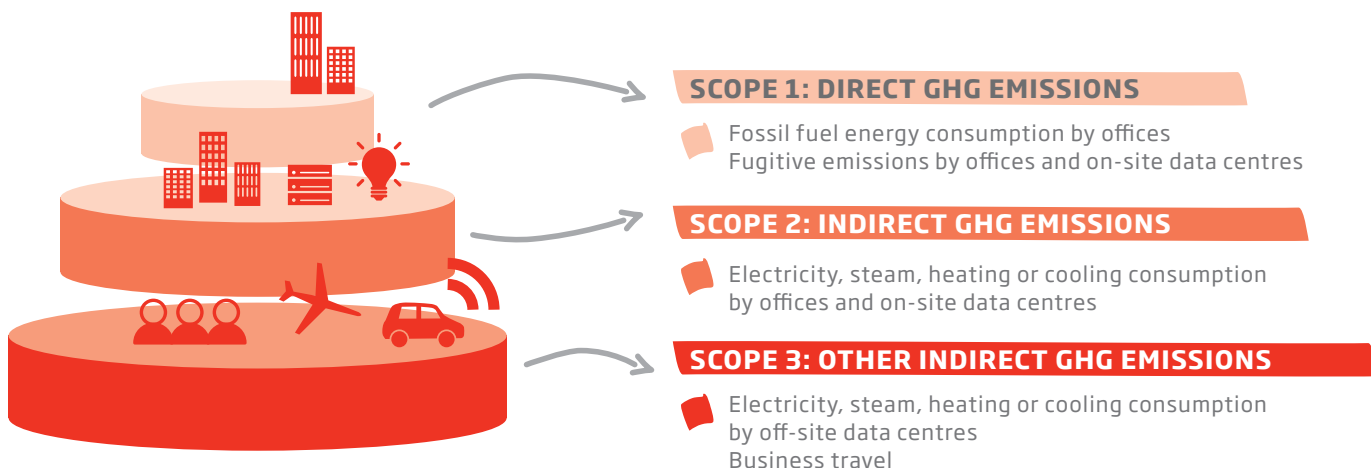 SCOPE 1: DIRECT GHG EMISSIONS
Fossil fuel energy consumption by offices
Fugitive emissions by offices and on-site data centres
SCOPE 2: INDIRECT GHG EMISSIONS
Electricity, steam, heating or cooling consumption
by offices and on-site data centres
SCOPE 3: OTHER INDIRECT GHG EMISSIONS
Electricity, steam, heating or cooling consumption
by off-site data centres
Business travel